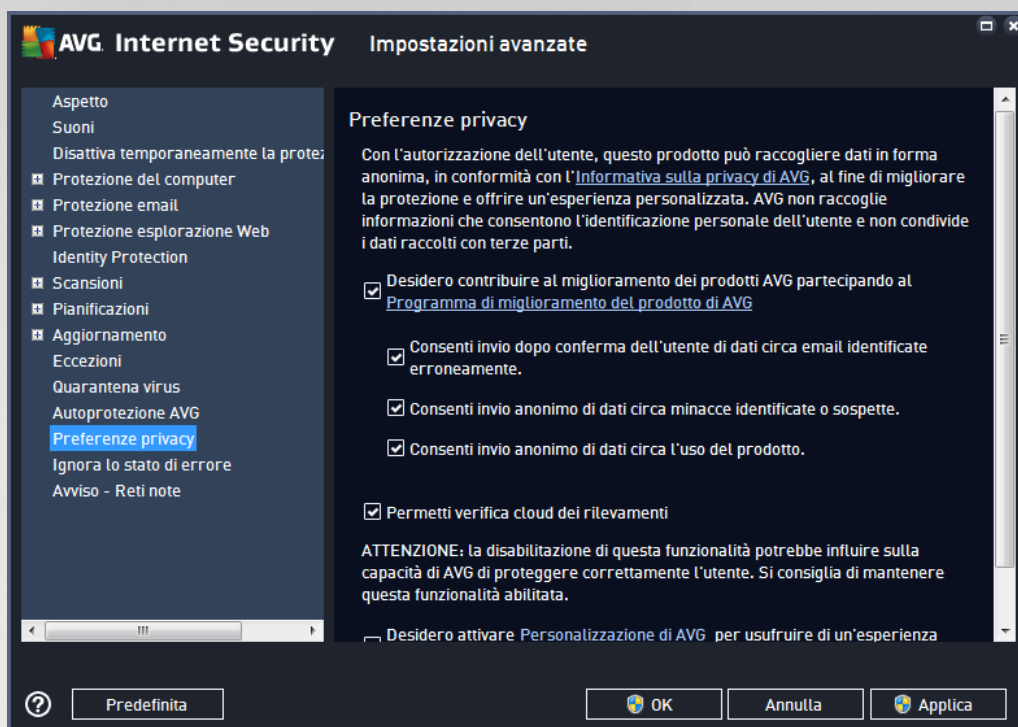 AVG. Internet Security
Impostazioni avanzate
Aspetto
Suoni
Disattiva temporaneamente la
Protezione del computer
Protezione email
Protezione esplorazione Web
Identity Protection
Scansioni
Pianificazioni
Aggiornamento
Eccezioni
Quarantena virus
Autoprotezione AVG
Preferenze privacy
Ignora lo stato di errore
Avviso - Reti note
Preferenze privacy
Con l'autorizzazione dell'utente, questo prodotto può raccogliere dati in forma
anonima, in conformità con l'Informativa sulla privacy di AVG, al fine di migliorare
la protezione e offrire un'esperienza personalizzata. AVG non raccoglie
informazioni che consentono l'identificazione personale dell'utente e non condivide
i dati raccolti con terze parti.
Desidero contribuire al miglioramento dei prodotti AVG partecipando al
Programma di miglioramento del prodotto di AVG
Consenti invio dopo conferma dell'utente di dati circa email identificate
erroneamente.
Consenti invio anonimo di dati circa minacce identificate o sospette.
Consenti invio anonimo di dati circa l'uso del prodotto.
Permetti verifica cloud dei rilevamenti
ATTENZIONE: la disabilitazione di questa funzionalità potrebbe influire sulla
capacità di AVG di proteggere correttamente l'utente. Si consiglia di mantenere
questa funzionalità abilitata.
Desidero attivare Personalizzazione di AVG per usufruire di un'esperienza
? Predefinita
OK
Annulla
Applica